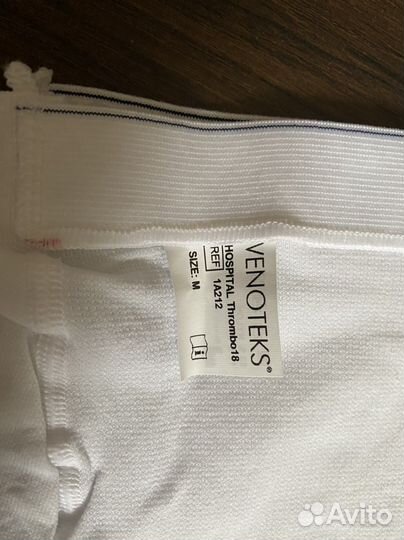 VENOTEKS®
HOSPITAL Thrombo18
REF 1A212
SIZE: M
i
Avito